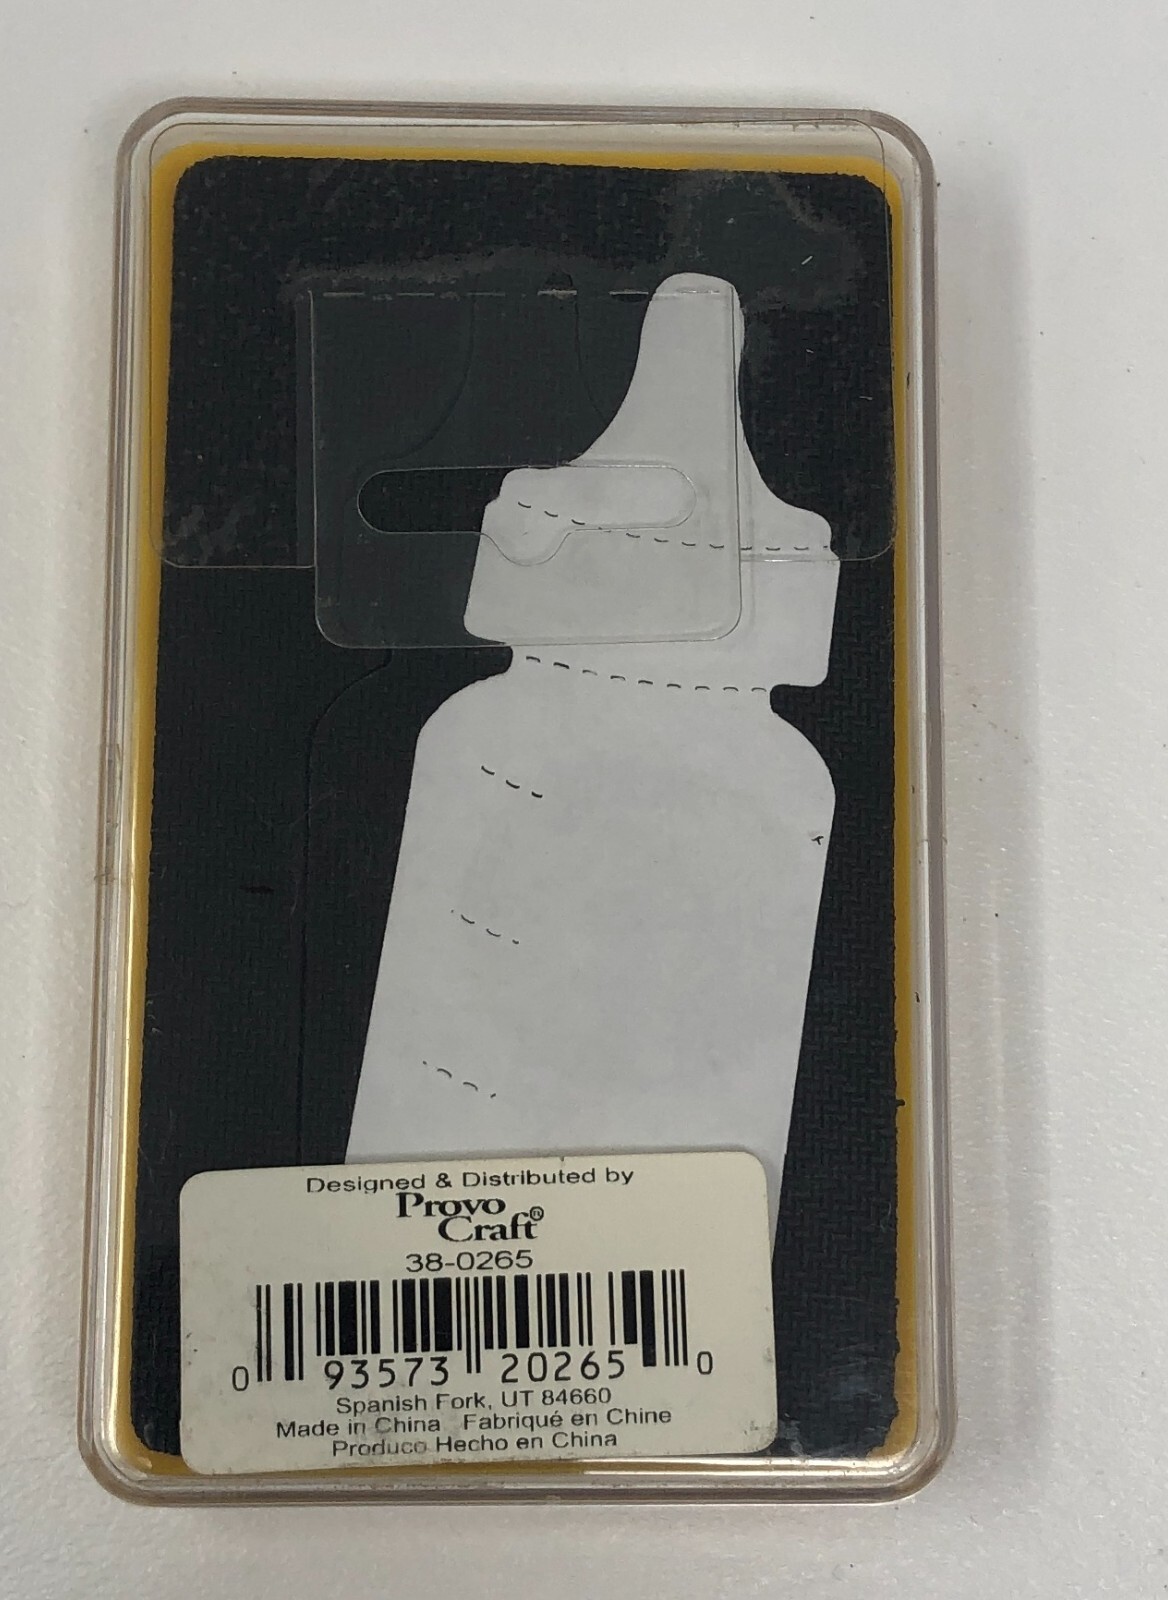 Designed & Distributed by
Provo
Craft®
38-0265
0 93573 20265 0
Spanish Fork, UT 84660
Made in China Fabriqué en Chine
Produco Hecho en China